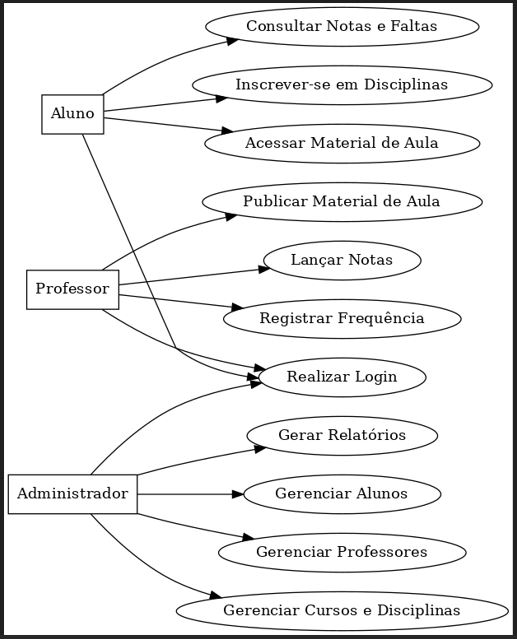 Consultar Notas e Faltas
Inscrever-se em Disciplinas
Aluno
Acessar Material de Aula
Publicar Material de Aula
Lançar Notas
Professor
Registrar Frequência
Realizar Login
Gerar Relatórios
Administrador
Gerenciar Alunos
Gerenciar Professores
Gerenciar Cursos e Disciplinas